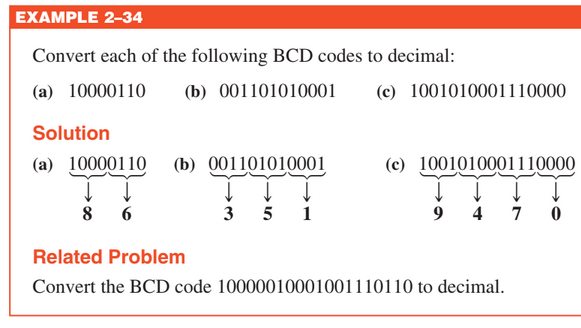 EXAMPLE 2–34
Convert each of the following BCD codes to decimal:
(a) 10000110 (b) 001101010001 (c) 1001010001110000
Solution
(a) 10000110 (b) 001101010001 (c) 1001010001110000
8 6 3 5 1 9 4 7 0
Related Problem
Convert the BCD code 10000010001001110110 to decimal.